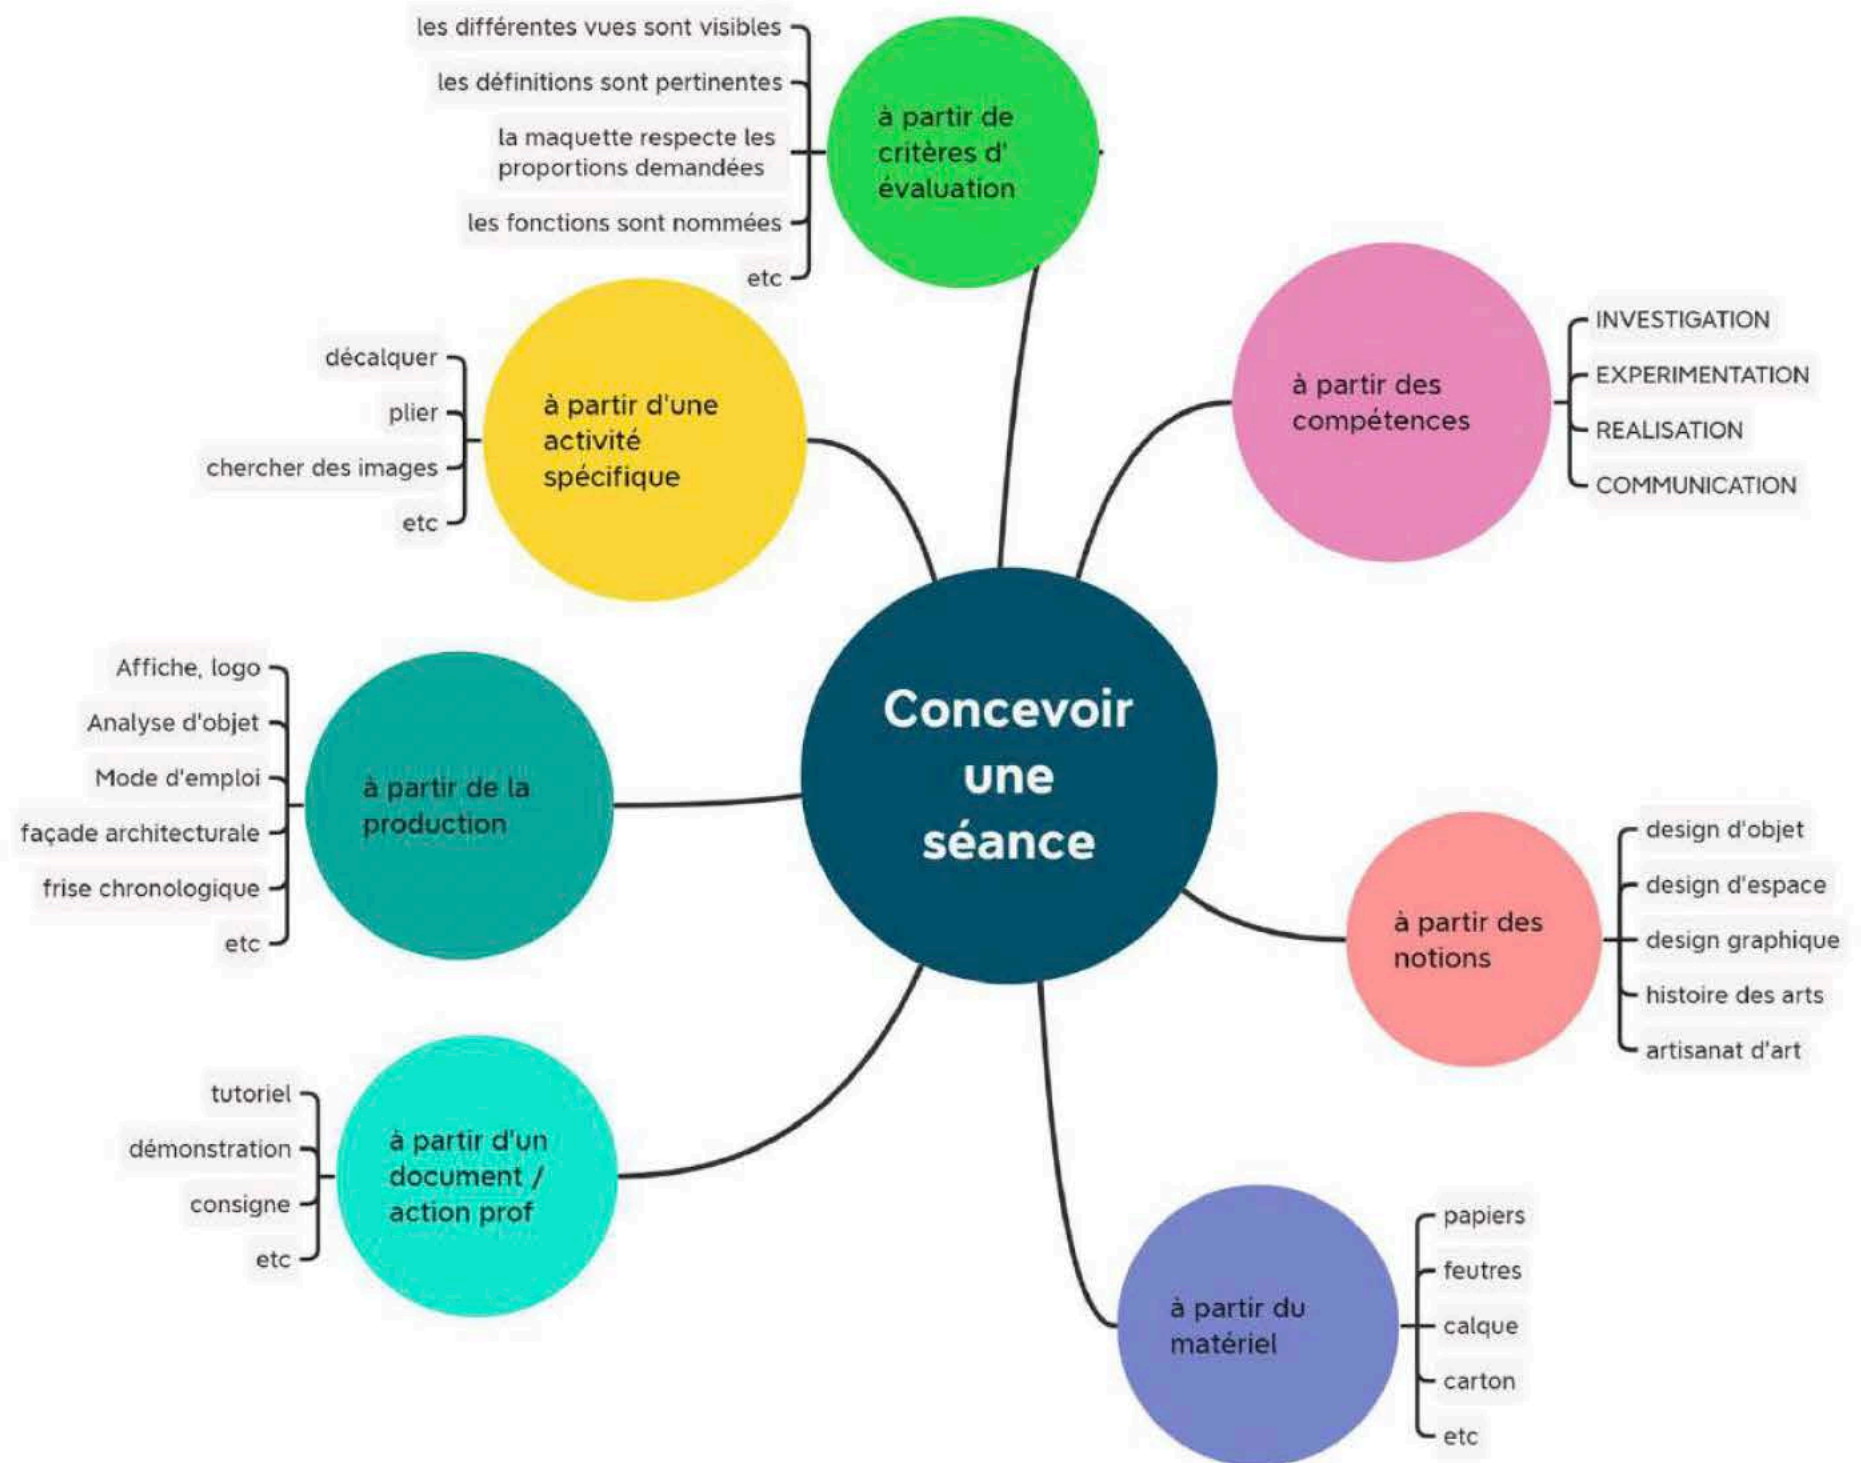 les différentes vues sont visibles
les définitions sont pertinentes
la maquette respecte les
proportions demandées
les fonctions sont nommées
etc
à partir de
critères d'
évaluation
à partir des
compétences
INVESTIGATION
EXPERIMENTATION
REALISATION
COMMUNICATION
décalquer
plier
chercher des images
etc
à partir d'une
activité
spécifique
Affiche, logo
Analyse d'objet
Mode d'emploi
façade architecturale
frise chronologique
etc
à partir de la
production
Concevoir
une
séance
à partir des
notions
design d'objet
design d'espace
design graphique
histoire des arts
artisanat d'art
tutoriel
démonstration
consigne
etc
à partir d'un
document /
action prof
à partir du
matériel
papiers
feutres
calque
carton
etc